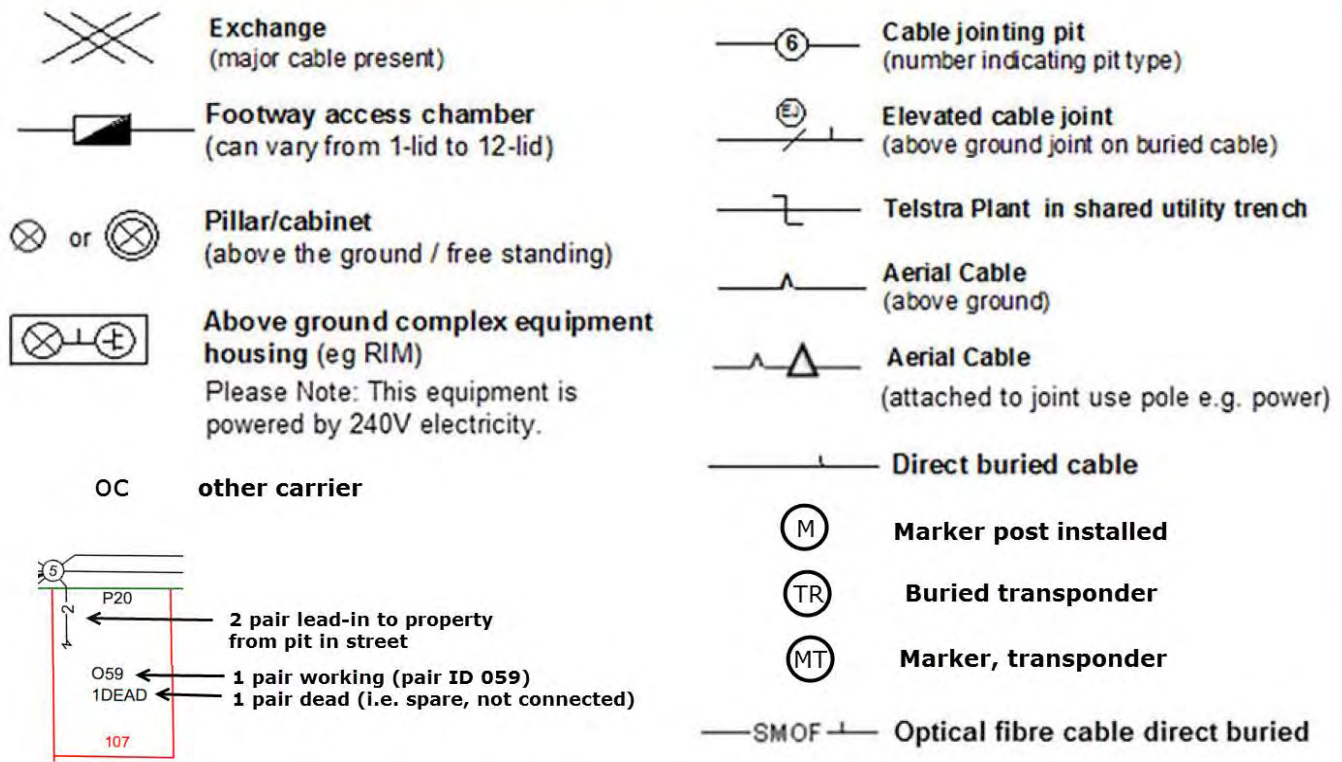 Exchange
(major cable present)
Footway access chamber
(can vary from 1-lid to 12-lid)
or
Pillar/cabinet
(above the ground / free standing)
Above ground complex equipment
housing (eg RIM)
Please Note: This equipment is
powered by 240V electricity.
OC other carrier
5
P20
2
2 pair lead-in to property
from pit in street
O59
1 pair working (pair ID 059)
1DEAD
1 pair dead (i.e. spare, not connected)
107
6
Cable jointing pit
(number indicating pit type)
EJ
Elevated cable joint
(above ground joint on buried cable)
Telstra Plant in shared utility trench
Aerial Cable
(above ground)
Aerial Cable
(attached to joint use pole e.g. power)
Direct buried cable
M Marker post installed
TR Buried transponder
MT Marker, transponder
SMOF Optical fibre cable direct buried